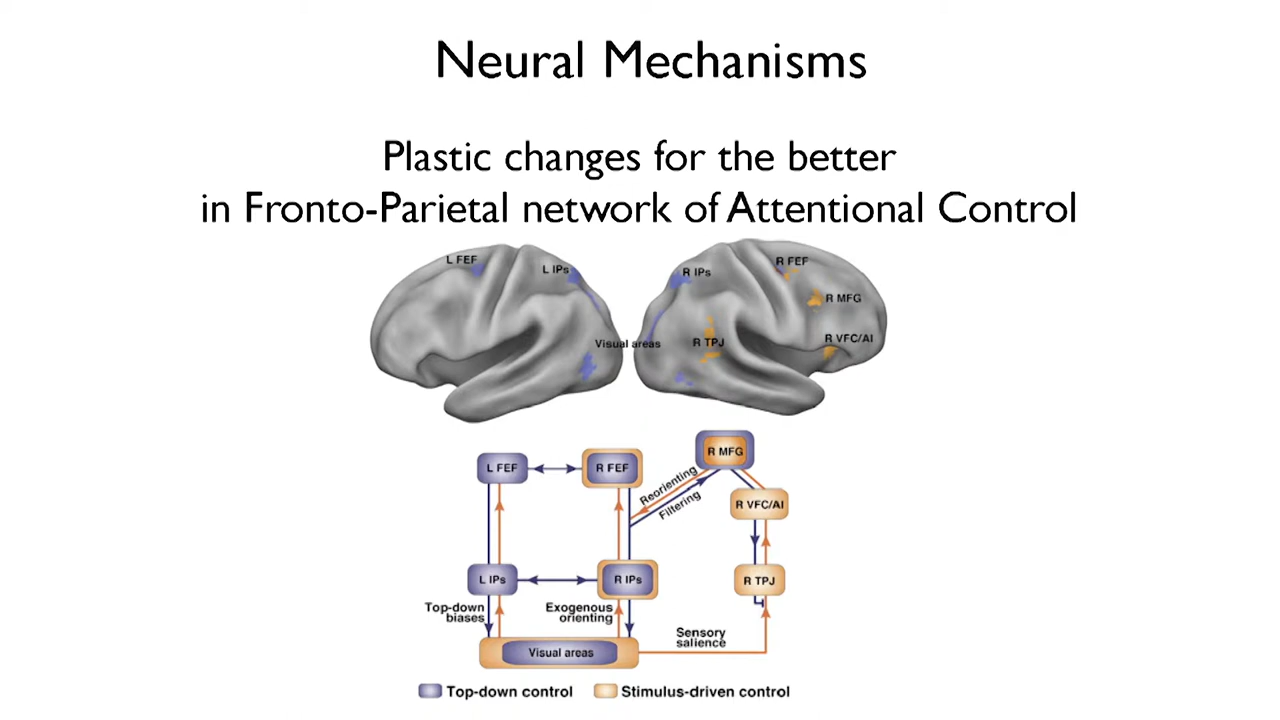 Neural Mechanisms
Plastic changes for the better
in Fronto-Parietal network of Attentional Control
L FEF
L IPs
R IPs
R FEF
R MFG
Visual areas
R TPJ
R VFC/AI
R MFG
L FEF
R FEF
Reorienting
Filtering
R VFC/AI
L IPs
R IPs
R TPJ
Top-down
biases
Exogenous
orienting
Sensory
salience
Visual areas
Top-down control
Stimulus-driven control